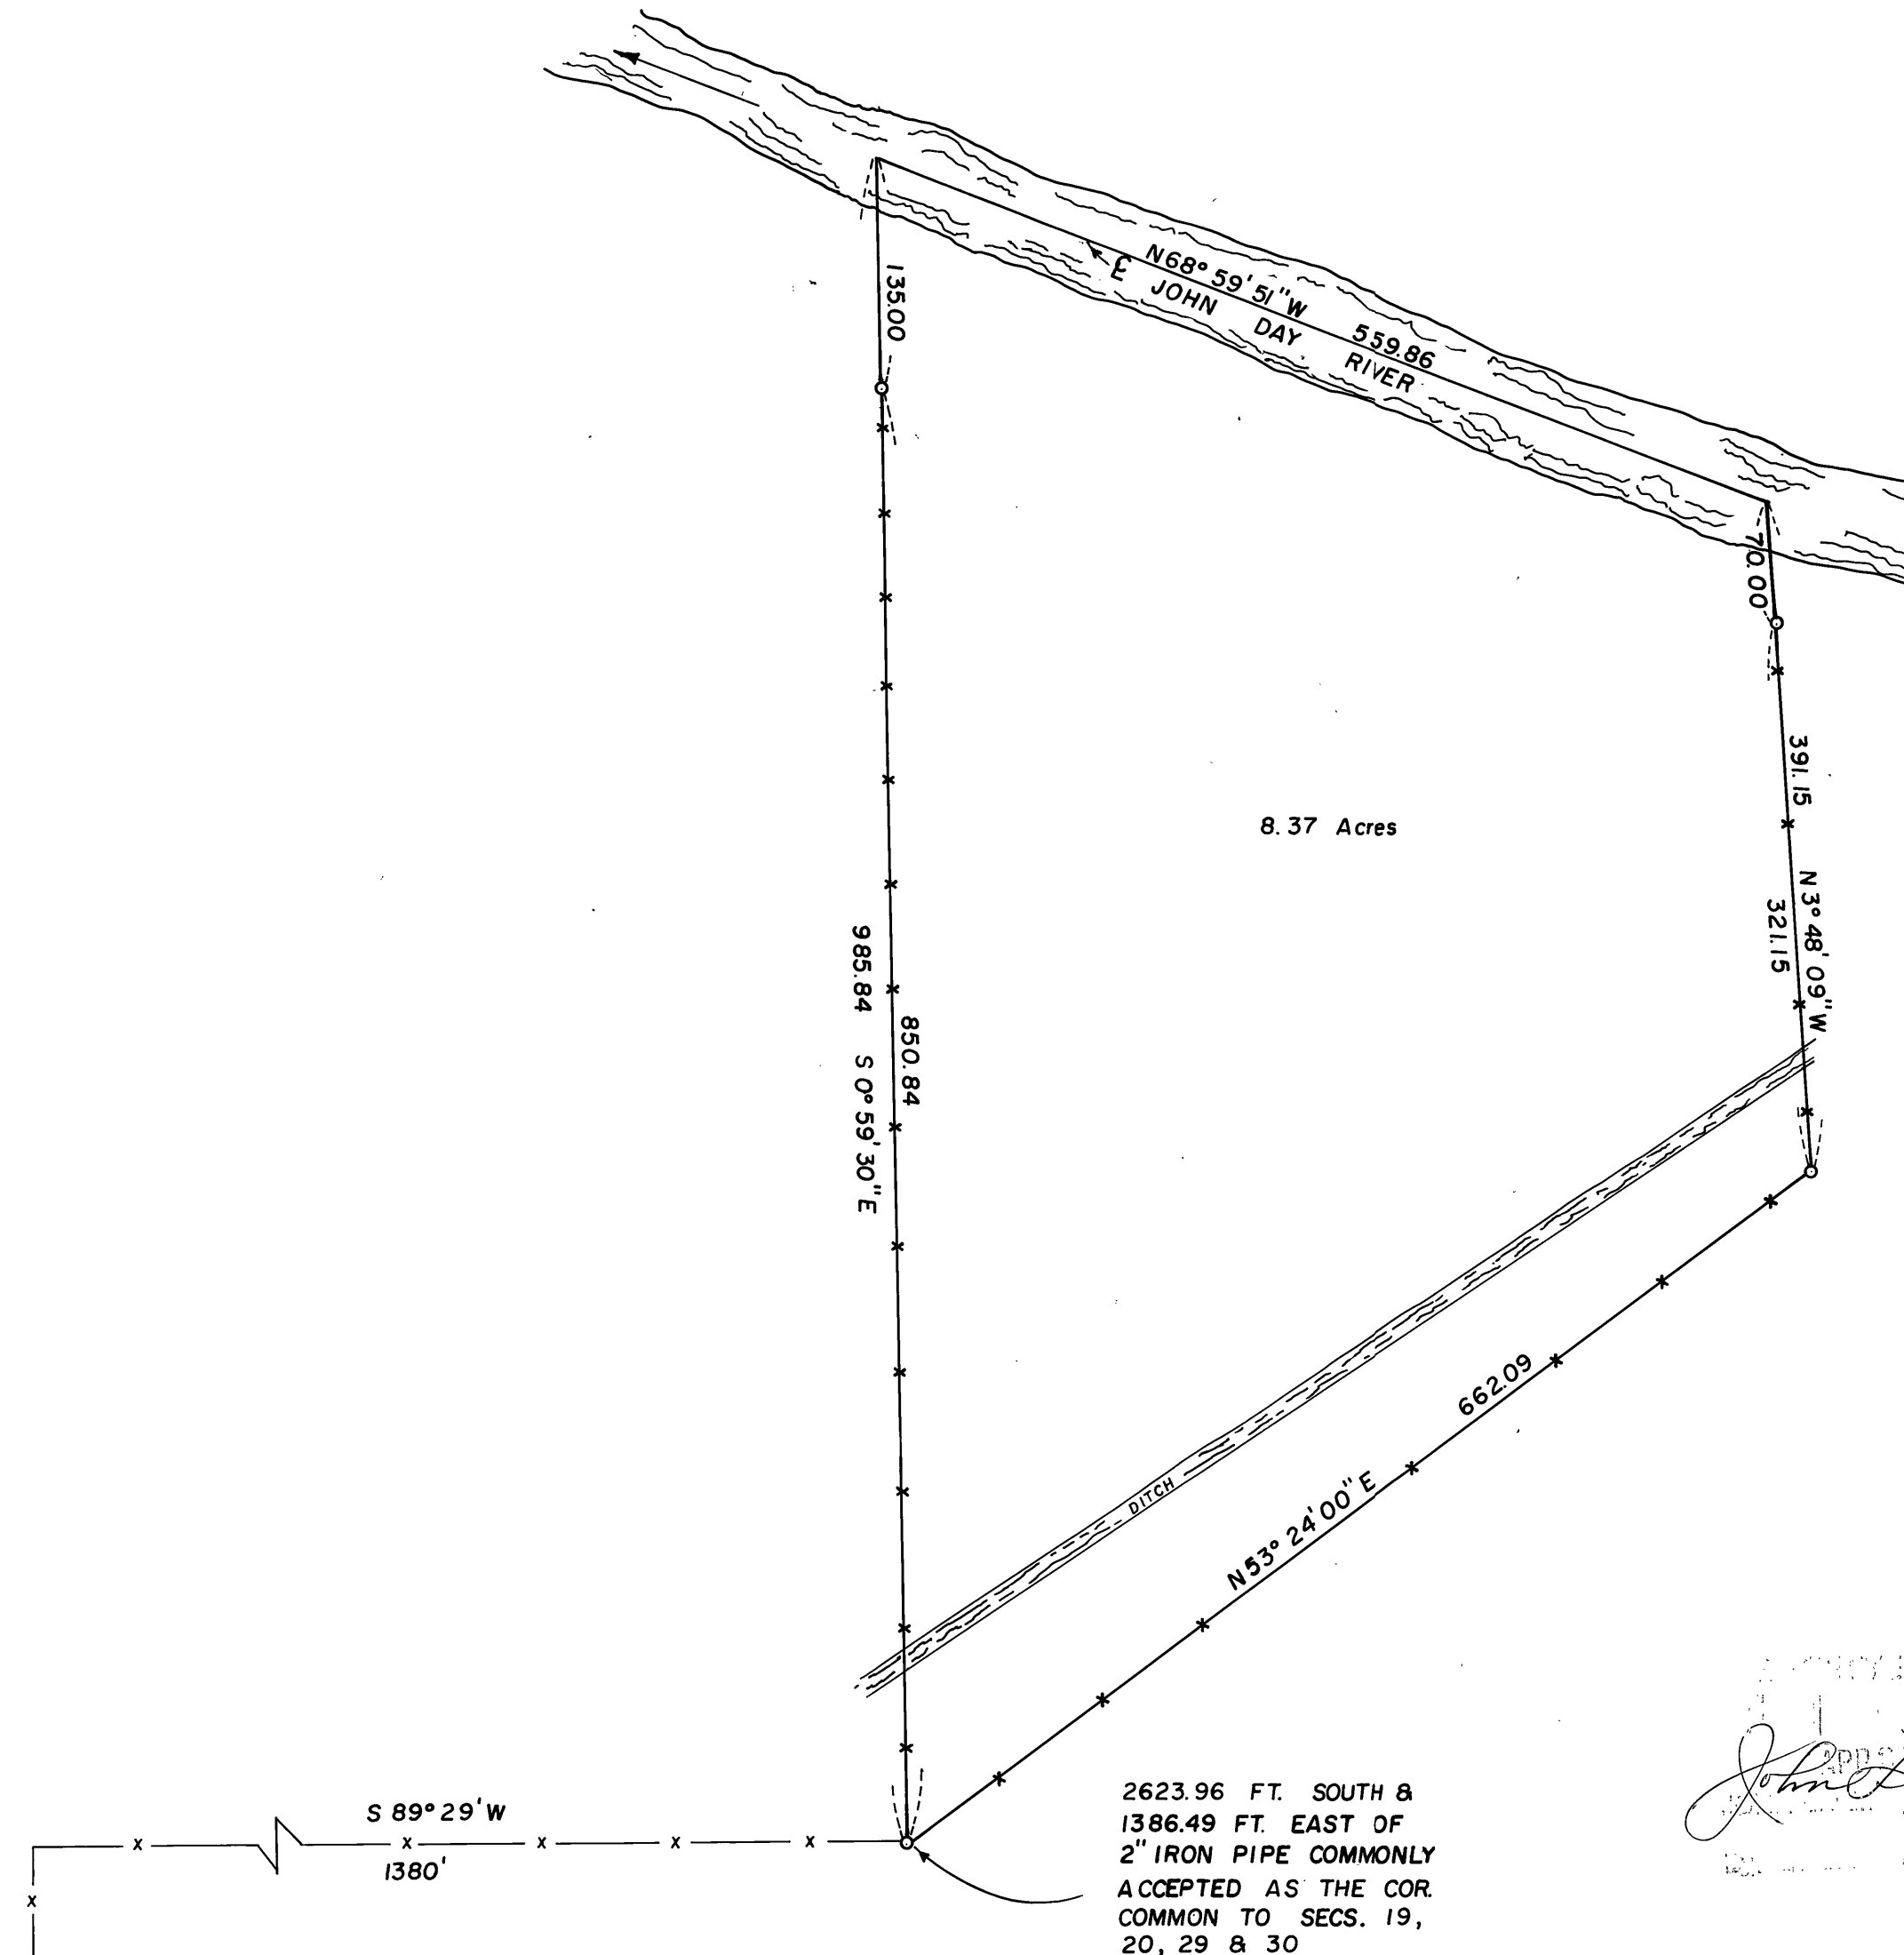 135.00
N68° 59' 51" W 559.86
℄ JOHN DAY RIVER
70.00
391.15 N3° 48' 09" W
321.15
8.37 Acres
985.84 S 0° 59' 30" E
850.84
662.09
N53° 24' 00" E
DITCH
S 89° 29' W
1380'
2623.96 FT. SOUTH &
1386.49 FT. EAST OF
2" IRON PIPE COMMONLY
ACCEPTED AS THE COR.
COMMON TO SECS. 19,
20, 29 & 30
John